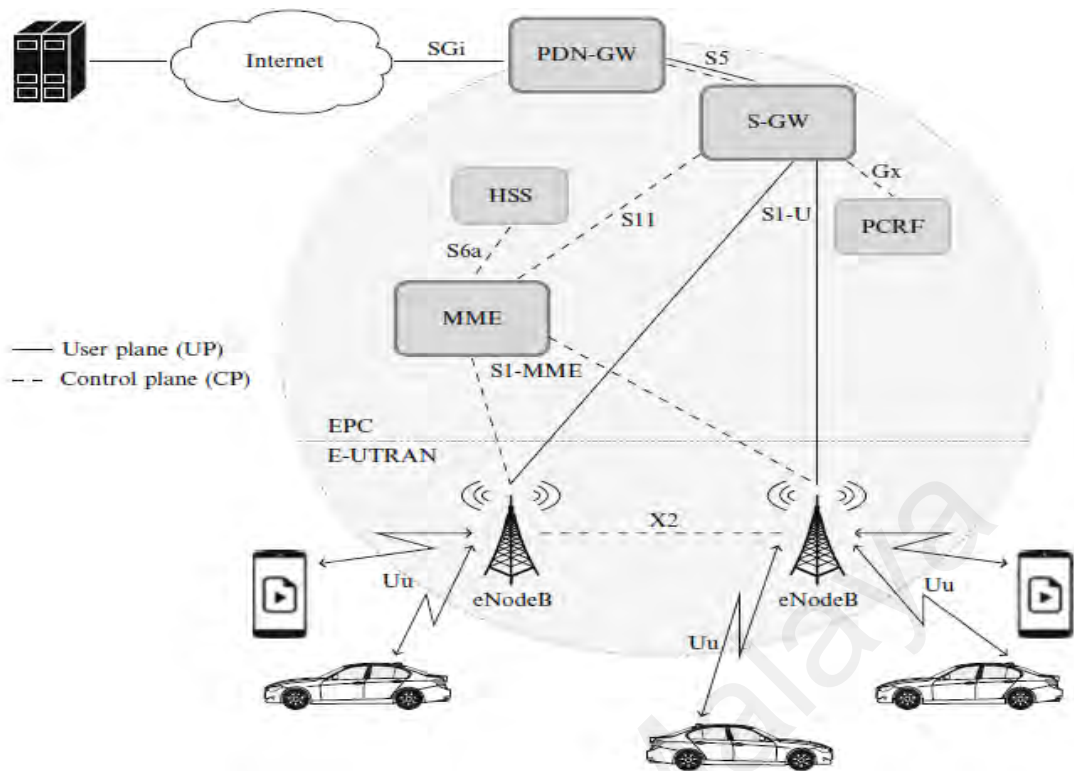 SGi
Internet
PDN-GW
S5
S-GW
Gx
HSS
S11
S1-U
PCRF
S6a
MME
User plane (UP)
S1-MME
Control plane (CP)
EPC
E-UTRAN
X2
Uu
eNodeB
eNodeB
Uu
Uu
alaya